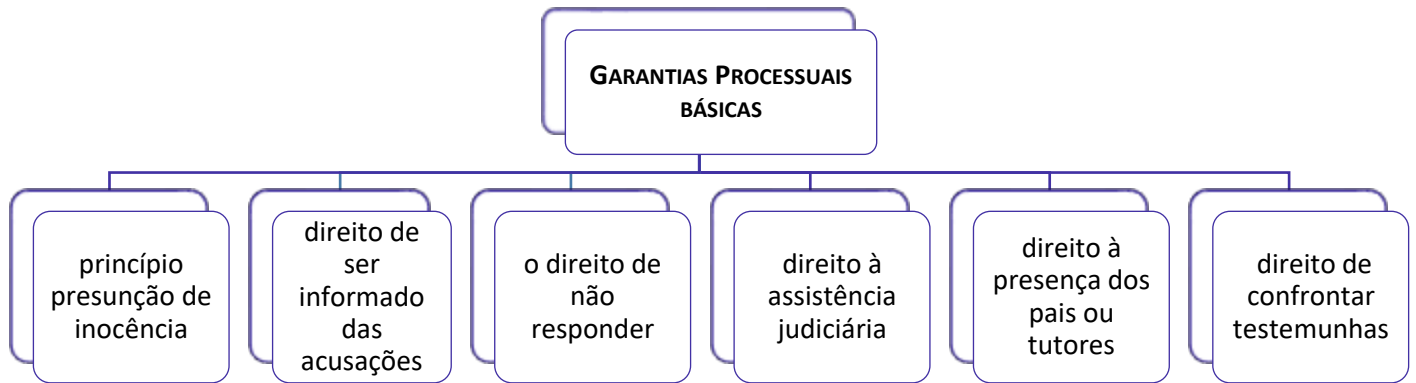 GARANTIAS PROCESSUAIS
BÁSICAS
princípio
presunção de
inocência
direito de
ser
informado
das
acusações
o direito de
não
responder
direito à
assistência
judiciária
direito à
presença dos
pais ou
tutores
direito de
confrontar
testemunhas